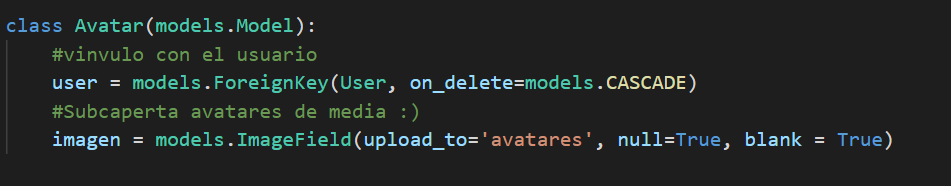 class Avatar(models.Model):
    #vinvulo con el usuario
    user = models.ForeignKey(User, on_delete=models.CASCADE)
    #Subcaperta avatares de media :)
    imagen = models.ImageField(upload_to='avatares', null=True, blank = True)